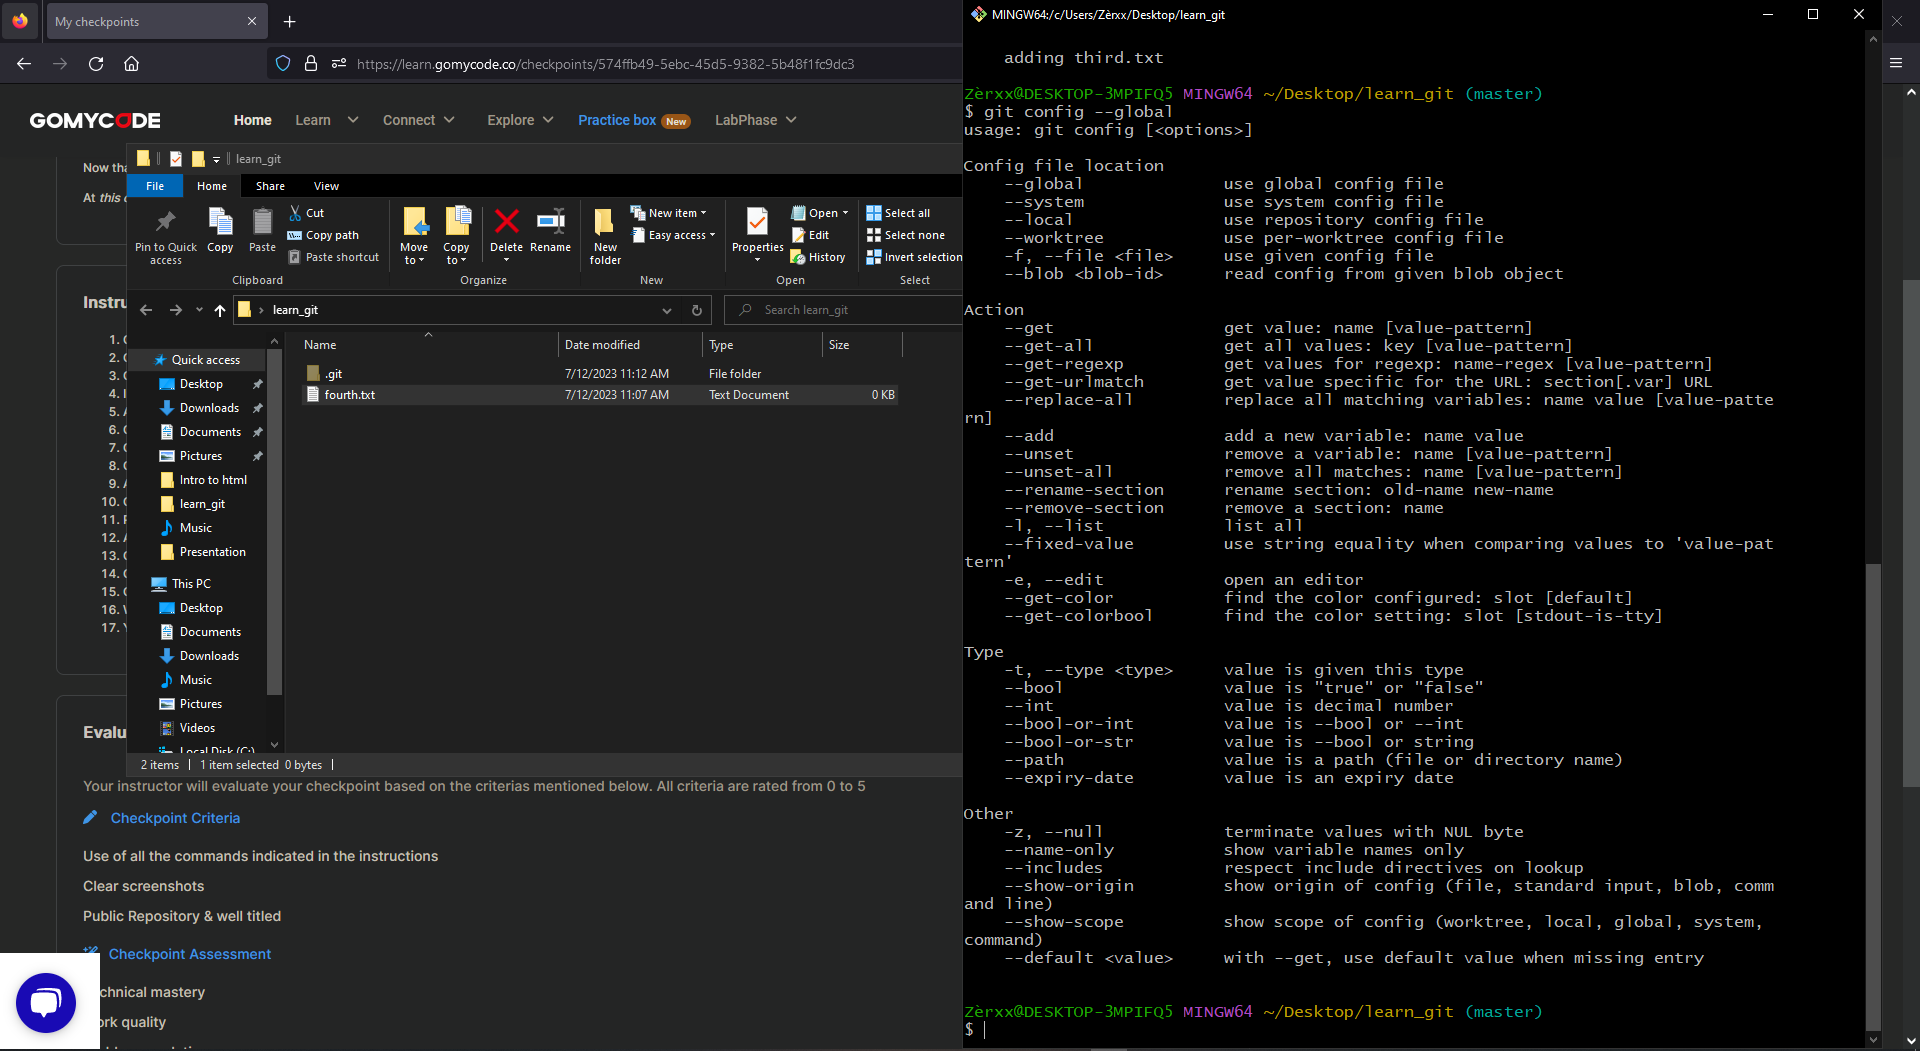 My checkpoints
https://learn.gomycode.co/checkpoints/574ffb49-5ebc-45d5-9382-5b48f1fc9dc3
GOMYCODE
Home Learn Connect Explore Practice box New LabPhase
Now tha
At this c
Instru
1. C
2. C
3. C
4. I
5. A
6. C
7. C
8. C
9. A
10. C
11. F
12. A
13. C
14. C
15. C
16. V
17. Y
Evalu
learn_git
File Home Share View
Pin to Quick access
Copy
Paste
Cut
Copy path
Paste shortcut
Clipboard
Move to
Copy to
Delete
Rename
Organize
New folder
New item
Easy access
New
Properties
Open
Edit
History
Open
Select all
Select none
Invert selection
Select
learn_git
Search learn_git
Name Date modified Type Size
.git 7/12/2023 11:12 AM File folder
fourth.txt 7/12/2023 11:07 AM Text Document 0 KB
Quick access
Desktop
Downloads
Documents
Pictures
Intro to html
learn_git
Music
Presentation
This PC
Desktop
Documents
Downloads
Music
Pictures
Videos
Local Disk (C:)
2 items 1 item selected 0 bytes
Your instructor will evaluate your checkpoint based on the criterias mentioned below. All criteria are rated from 0 to 5
Checkpoint Criteria
Use of all the commands indicated in the instructions
Clear screenshots
Public Repository & well titled
Checkpoint Assessment
chnical mastery
ork quality
MINGW64:/c/Users/Zèrxx/Desktop/learn_git
adding third.txt
Zèrxx@DESKTOP-3MPIFQ5 MINGW64 ~/Desktop/learn_git (master)
$ git config --global
usage: git config [<options>]
Config file location
--global use global config file
--system use system config file
--local use repository config file
--worktree use per-worktree config file
-f, --file <file> use given config file
--blob <blob-id> read config from given blob object
Action
--get get value: name [value-pattern]
--get-all get all values: key [value-pattern]
--get-regexp get values for regexp: name-regex [value-pattern]
--get-urlmatch get value specific for the URL: section[.var] URL
--replace-all replace all matching variables: name value [value-patte
rn]
--add add a new variable: name value
--unset remove a variable: name [value-pattern]
--unset-all remove all matches: name [value-pattern]
--rename-section rename section: old-name new-name
--remove-section remove a section: name
-l, --list list all
--fixed-value use string equality when comparing values to 'value-pat
tern'
-e, --edit open an editor
--get-color find the color configured: slot [default]
--get-colorbool find the color setting: slot [stdout-is-tty]
Type
-t, --type <type> value is given this type
--bool value is "true" or "false"
--int value is decimal number
--bool-or-int value is --bool or --int
--bool-or-str value is --bool or string
--path value is a path (file or directory name)
--expiry-date value is an expiry date
Other
-z, --null terminate values with NUL byte
--name-only show variable names only
--includes respect include directives on lookup
--show-origin show origin of config (file, standard input, blob, comm
and line)
--show-scope show scope of config (worktree, local, global, system,
command)
--default <value> with --get, use default value when missing entry
Zèrxx@DESKTOP-3MPIFQ5 MINGW64 ~/Desktop/learn_git (master)
$